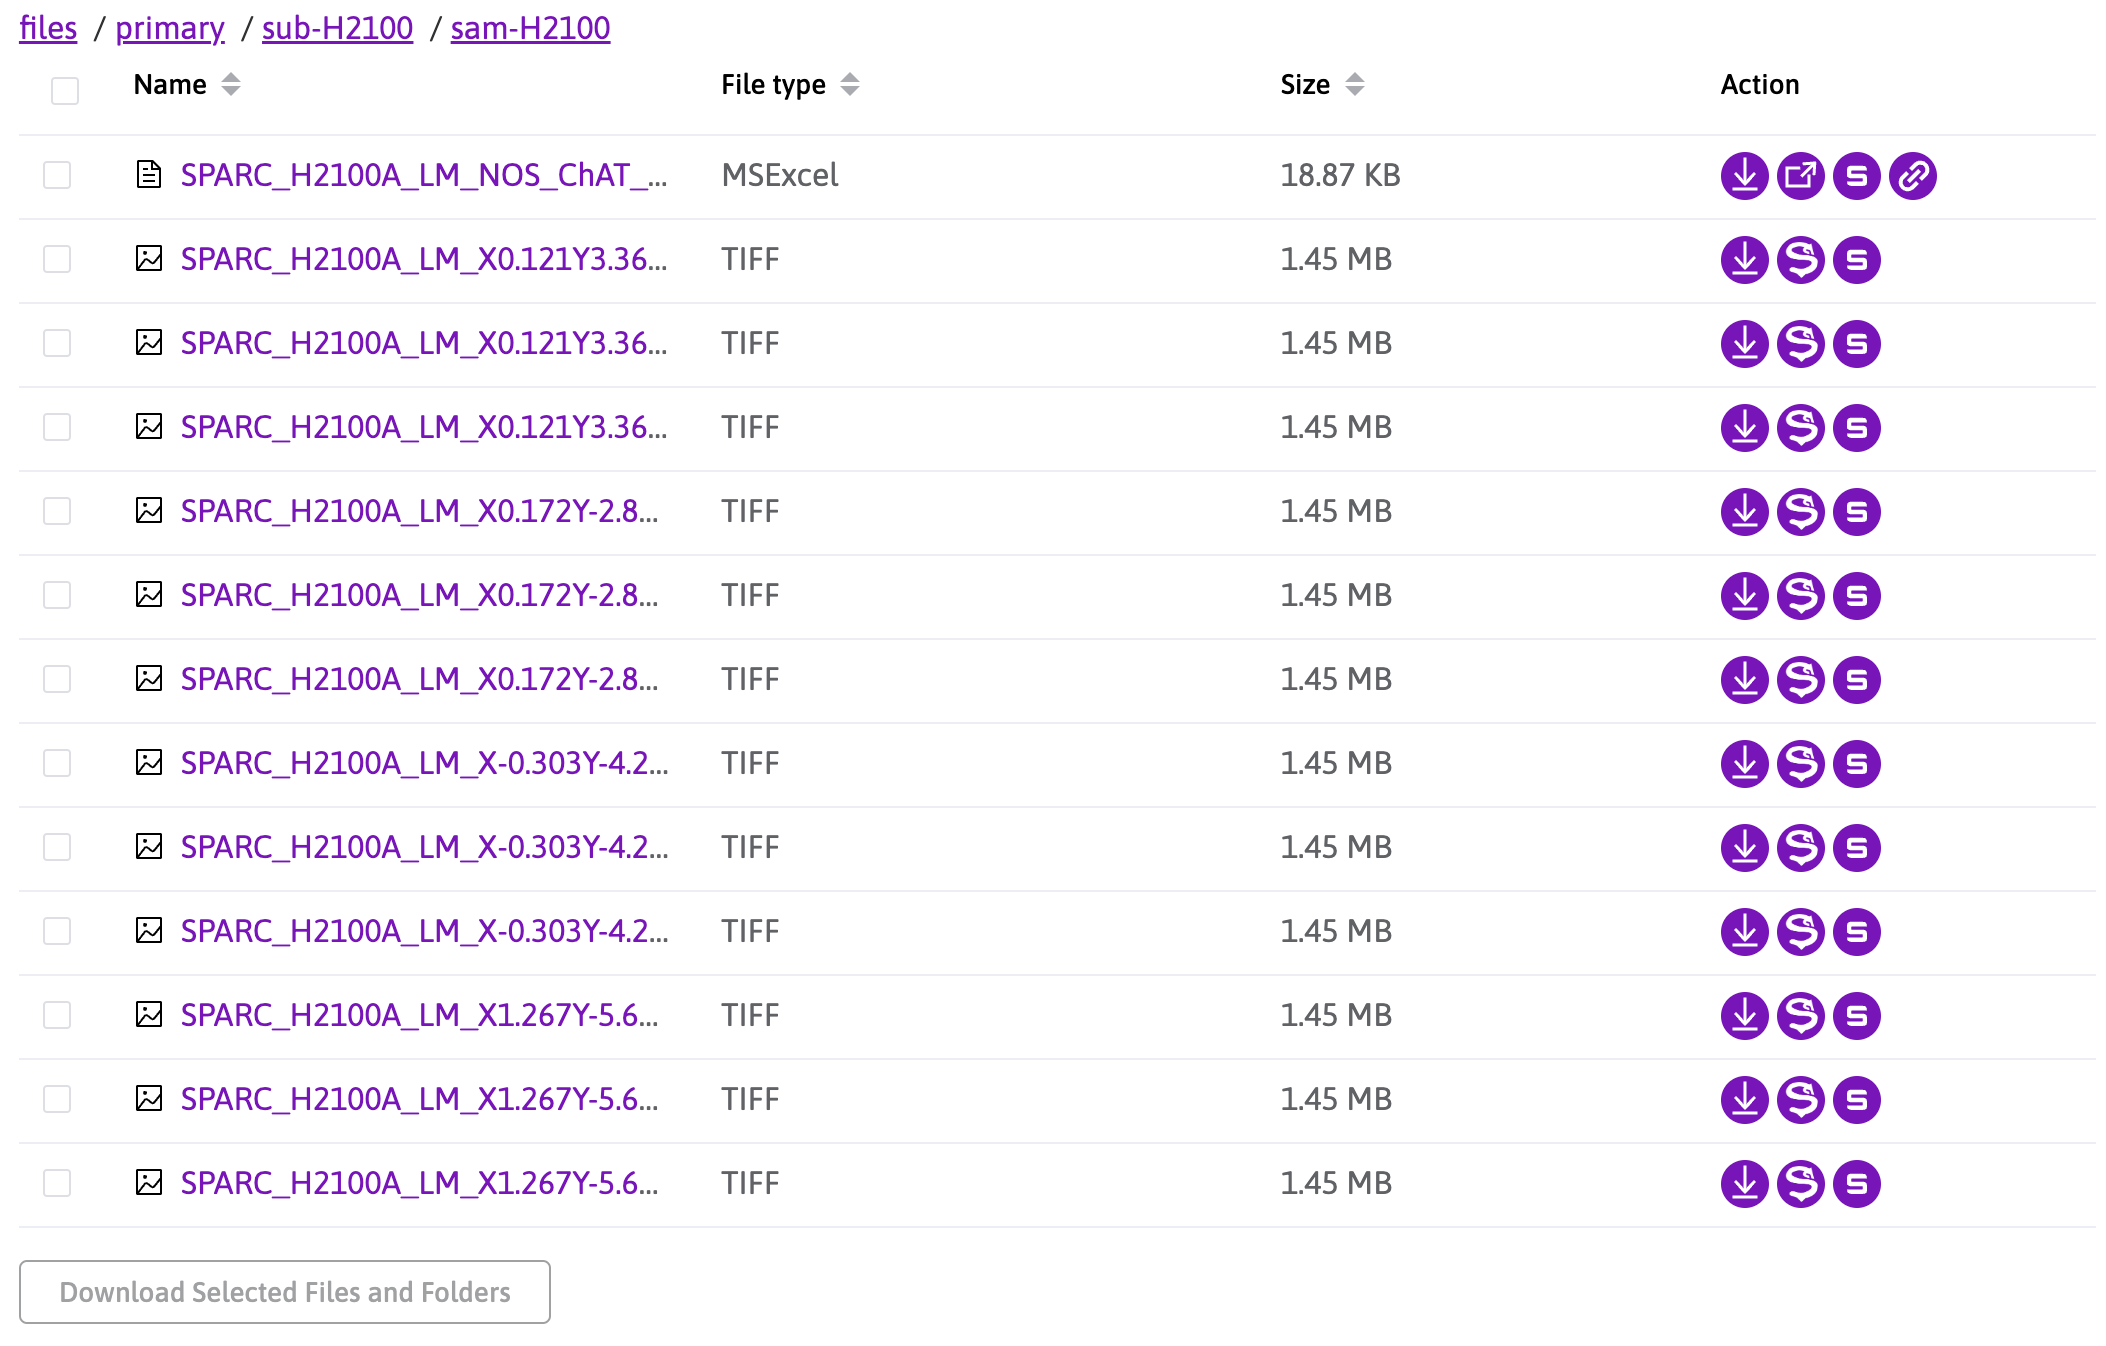 files / primary / sub-H2100 / sam-H2100
Name File type Size Action
SPARC_H2100A_LM_NOS_ChAT_... MSExcel 18.87 KB
SPARC_H2100A_LM_X0.121Y3.36... TIFF 1.45 MB
SPARC_H2100A_LM_X0.121Y3.36... TIFF 1.45 MB
SPARC_H2100A_LM_X0.121Y3.36... TIFF 1.45 MB
SPARC_H2100A_LM_X0.172Y-2.8... TIFF 1.45 MB
SPARC_H2100A_LM_X0.172Y-2.8... TIFF 1.45 MB
SPARC_H2100A_LM_X0.172Y-2.8... TIFF 1.45 MB
SPARC_H2100A_LM_X-0.303Y-4.2... TIFF 1.45 MB
SPARC_H2100A_LM_X-0.303Y-4.2... TIFF 1.45 MB
SPARC_H2100A_LM_X-0.303Y-4.2... TIFF 1.45 MB
SPARC_H2100A_LM_X1.267Y-5.6... TIFF 1.45 MB
SPARC_H2100A_LM_X1.267Y-5.6... TIFF 1.45 MB
SPARC_H2100A_LM_X1.267Y-5.6... TIFF 1.45 MB
Download Selected Files and Folders